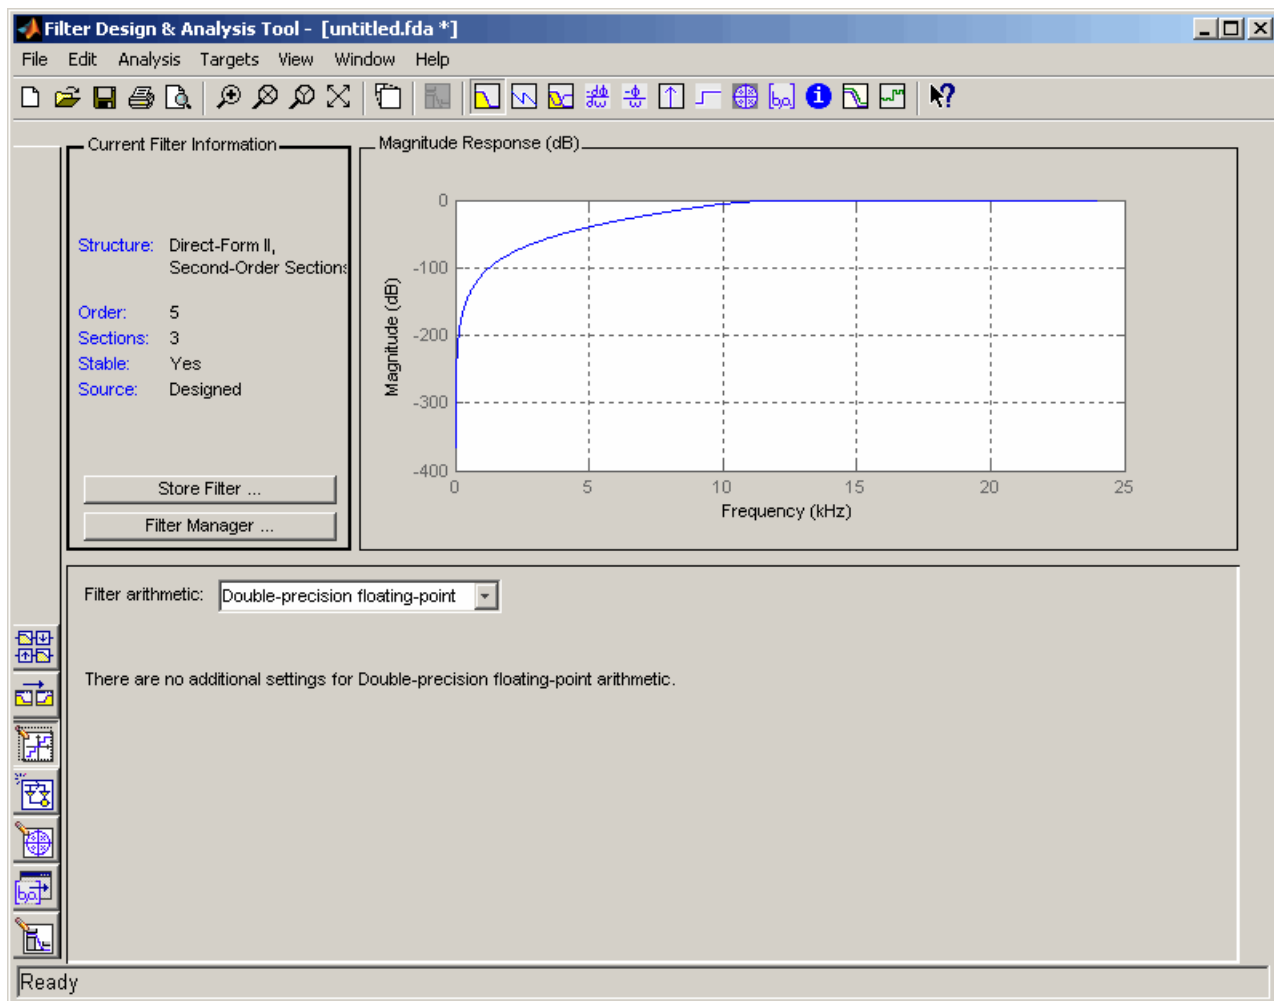 Filter Design & Analysis Tool - [untitled.fda *]
File Edit Analysis Targets View Window Help
Current Filter Information
Structure: Direct-Form II,
Second-Order Sections
Order: 5
Sections: 3
Stable: Yes
Source: Designed
Store Filter ...
Filter Manager ...
Magnitude Response (dB)
0
-100
-200
-300
-400
Magnitude (dB)
0 5 10 15 20 25
Frequency (kHz)
Filter arithmetic: Double-precision floating-point
There are no additional settings for Double-precision floating-point arithmetic.
Ready